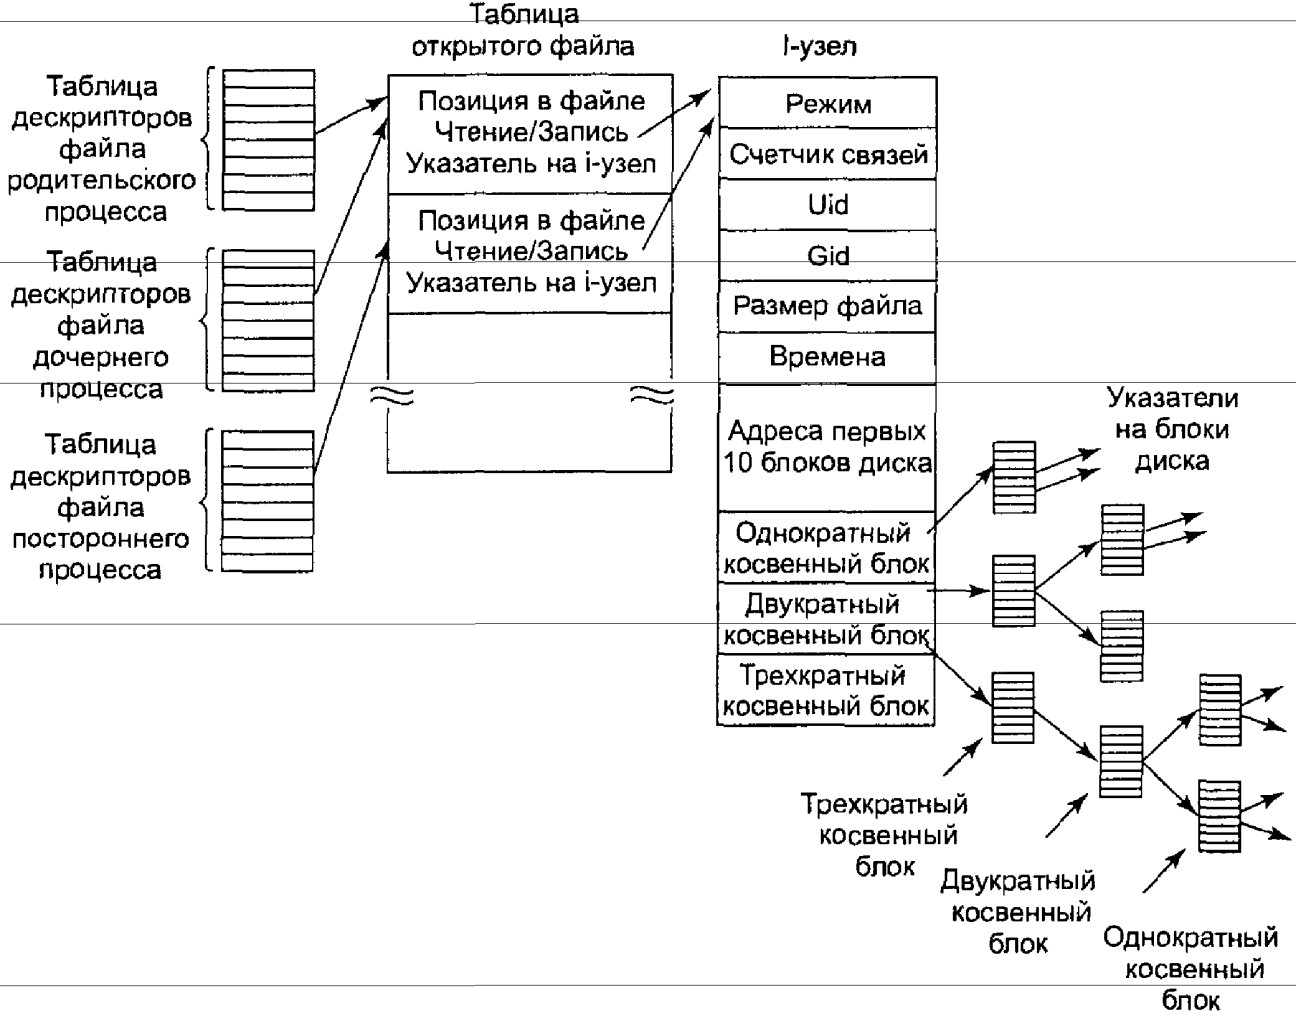 Таблица
открытого файла
I-узел
Таблица
дескрипторов
файла
родительского
процесса
Позиция в файле
Чтение/Запись
Указатель на i-узел
Позиция в файле
Чтение/Запись
Указатель на i-узел
Таблица
дескрипторов
файла
дочернего
процесса
Таблица
дескрипторов
файла
постороннего
процесса
Режим
Счетчик связей
Uid
Gid
Размер файла
Времена
Адреса первых
10 блоков диска
Однократный
косвенный блок
Двукратный
косвенный блок
Трехкратный
косвенный блок
Указатели
на блоки
диска
Трехкратный
косвенный
блок
Двукратный
косвенный
блок
Однократный
косвенный
блок